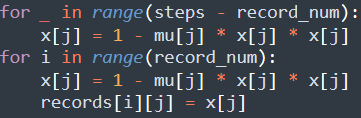 for _ in range(steps - record_num):
    x[j] = 1 - mu[j] * x[j] * x[j]
for i in range(record_num):
    x[j] = 1 - mu[j] * x[j] * x[j]
    records[i][j] = x[j]